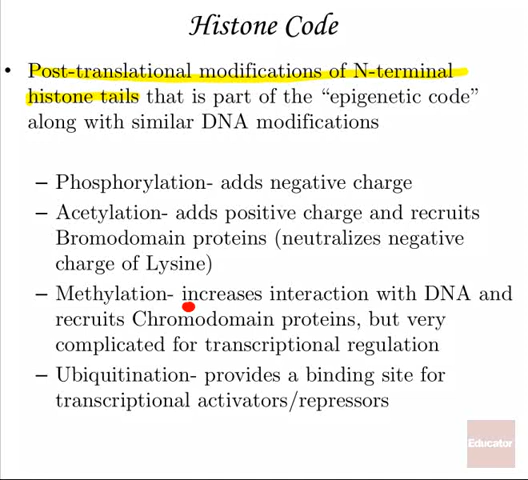 Histone Code
• Post-translational modifications of N-terminal
histone tails that is part of the “epigenetic code”
along with similar DNA modifications
– Phosphorylation- adds negative charge
– Acetylation- adds positive charge and recruits
Bromodomain proteins (neutralizes negative
charge of Lysine)
– Methylation- increases interaction with DNA and
recruits Chromodomain proteins, but very
complicated for transcriptional regulation
– Ubiquitination- provides a binding site for
transcriptional activators/repressors
Educator